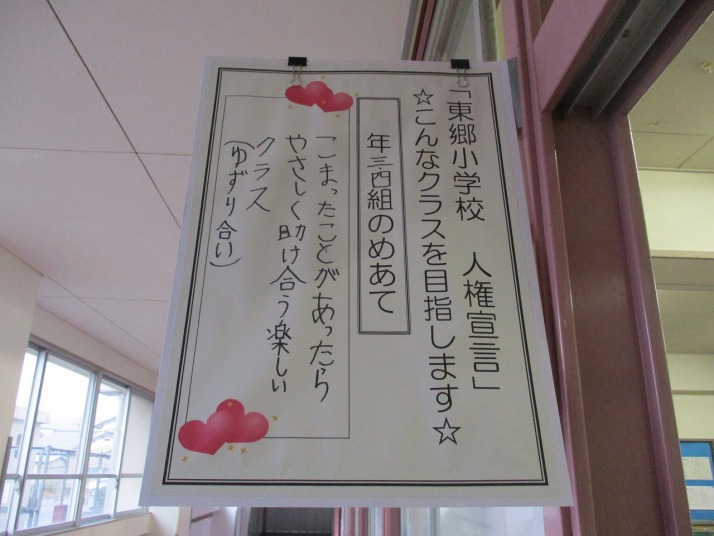 「東郷小学校　人権宣言」
☆こんなクラスを目指します☆
年三四組のめあて
こまったことがあったら
やさしく助け合う楽しい
クラス
(ゆずり合い)